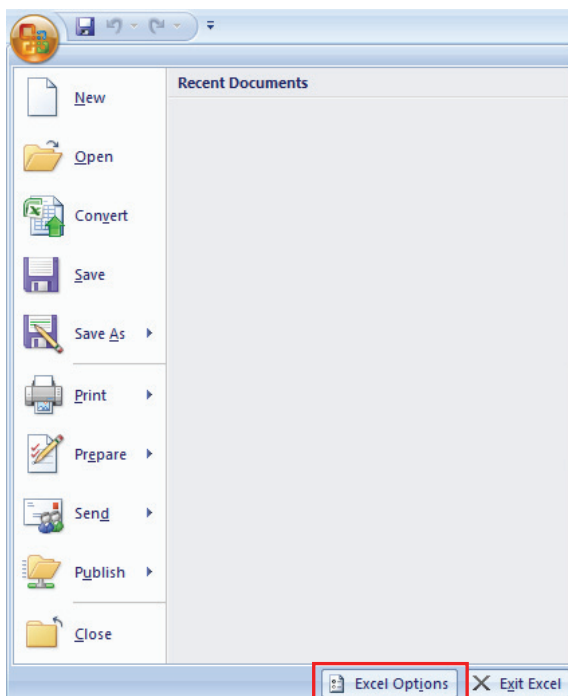 Recent Documents
New
Open
Convert
Save
Save As
Print
Prepare
Send
Publish
Close
Excel Options
Exit Excel